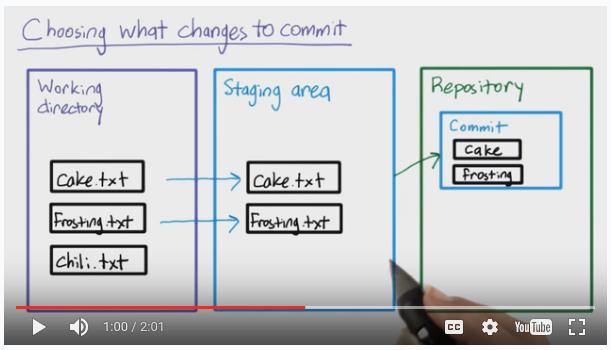 Choosing what changes to commit
Working
directory
Cake.txt
Frosting.txt
Chili.txt
Staging area
Cake.txt
Frosting.txt
Repository
Commit
Cake
Frosting
1:00 / 2:01
CC
YouTube